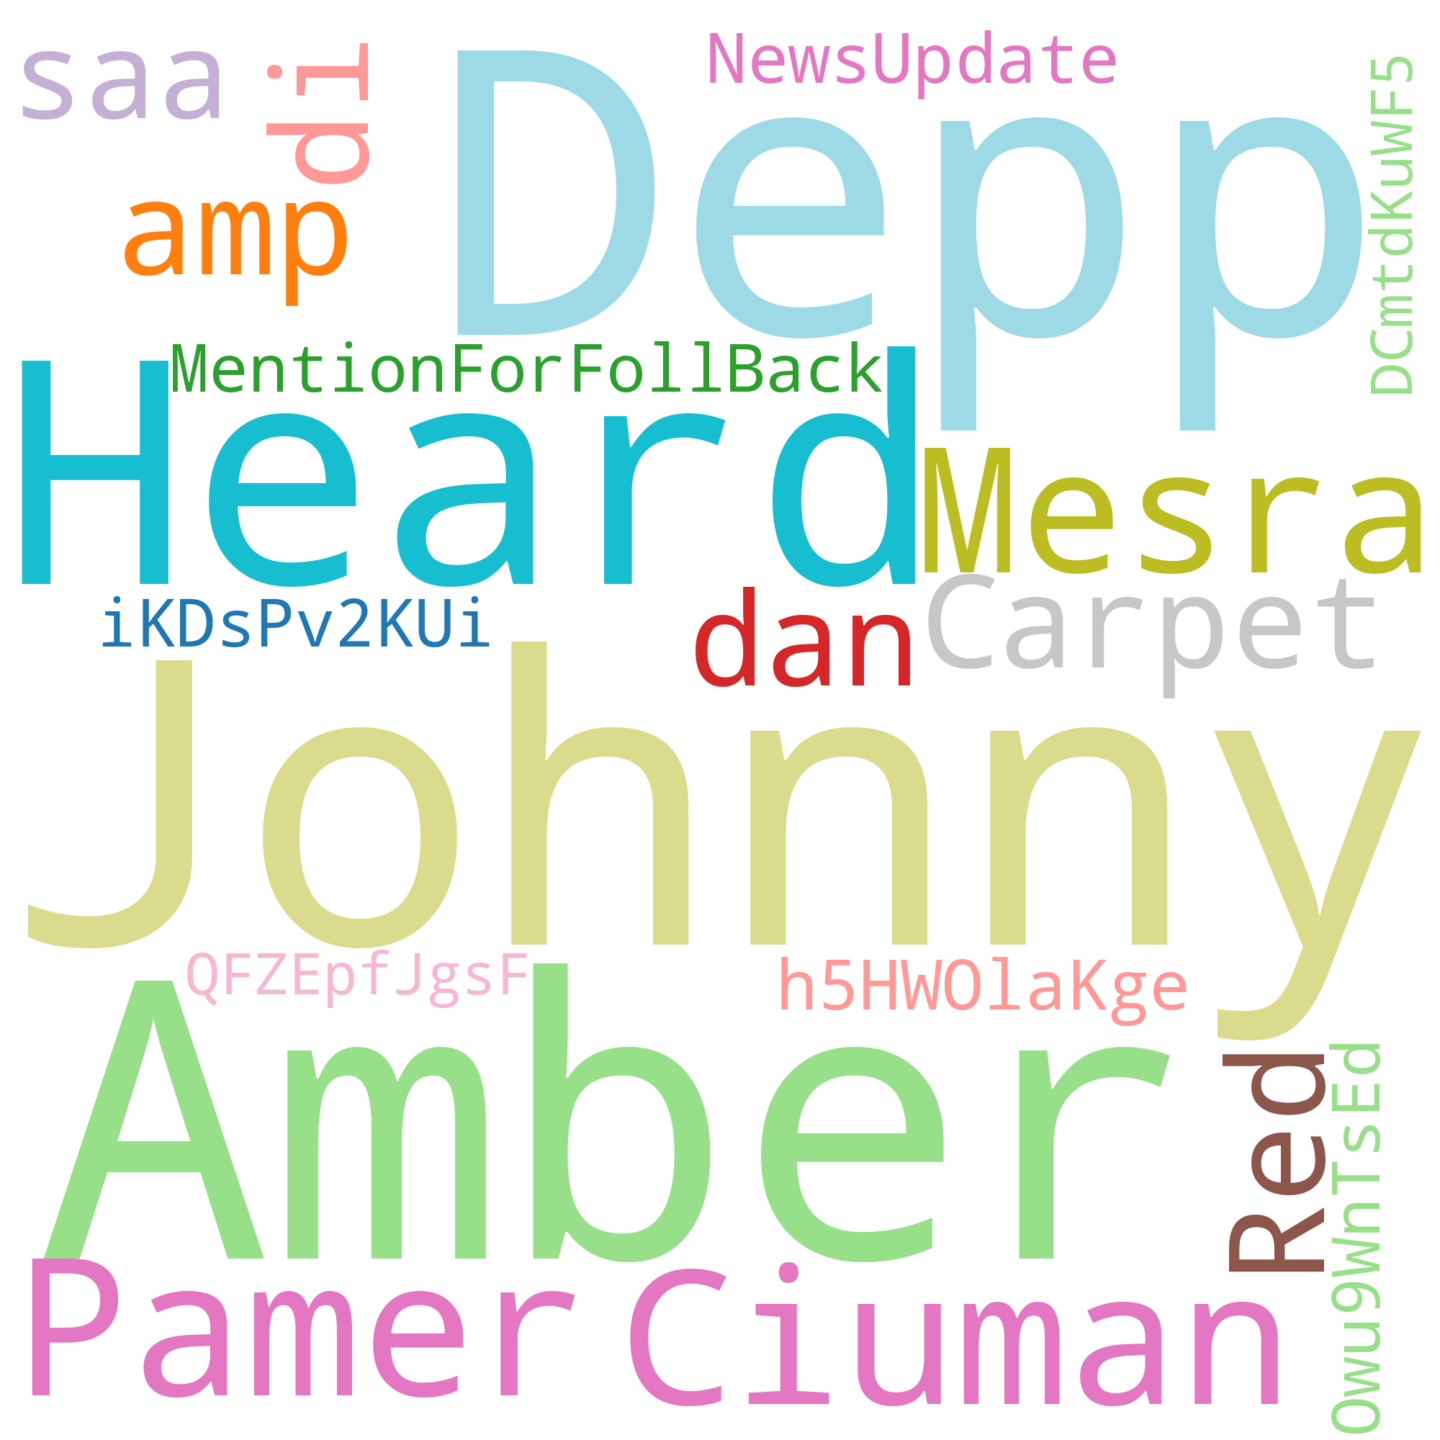 saa
di
NewsUpdate
Depp
DCmtdKuWF5
amp
MentionForFollBack
Heard
Mesra
iKDsPv2KUi
dan
Carpet
Johnny
QFZEpfJgsF
h5HWOlaKge
Amber
Red
Owu9WnTsEd
Pamer
Ciuman